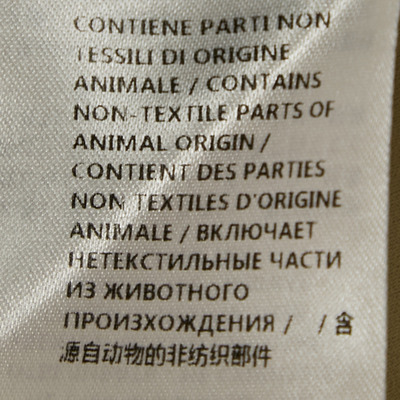 CONTIENE PARTI NON
TESSILI DI ORIGINE
ANIMALE / CONTAINS
NON-TEXTILE PARTS OF
ANIMAL ORIGIN /
CONTIENT DES PARTIES
NON TEXTILES D'ORIGINE
ANIMALE / ВКЛЮЧАЕТ
НЕТЕКСТИЛЬНЫЕ ЧАСТИ
ИЗ ЖИВОТНОГО
ПРОИЗХОЖДЕНИЯ / / 含
源自动物的非纺织部件